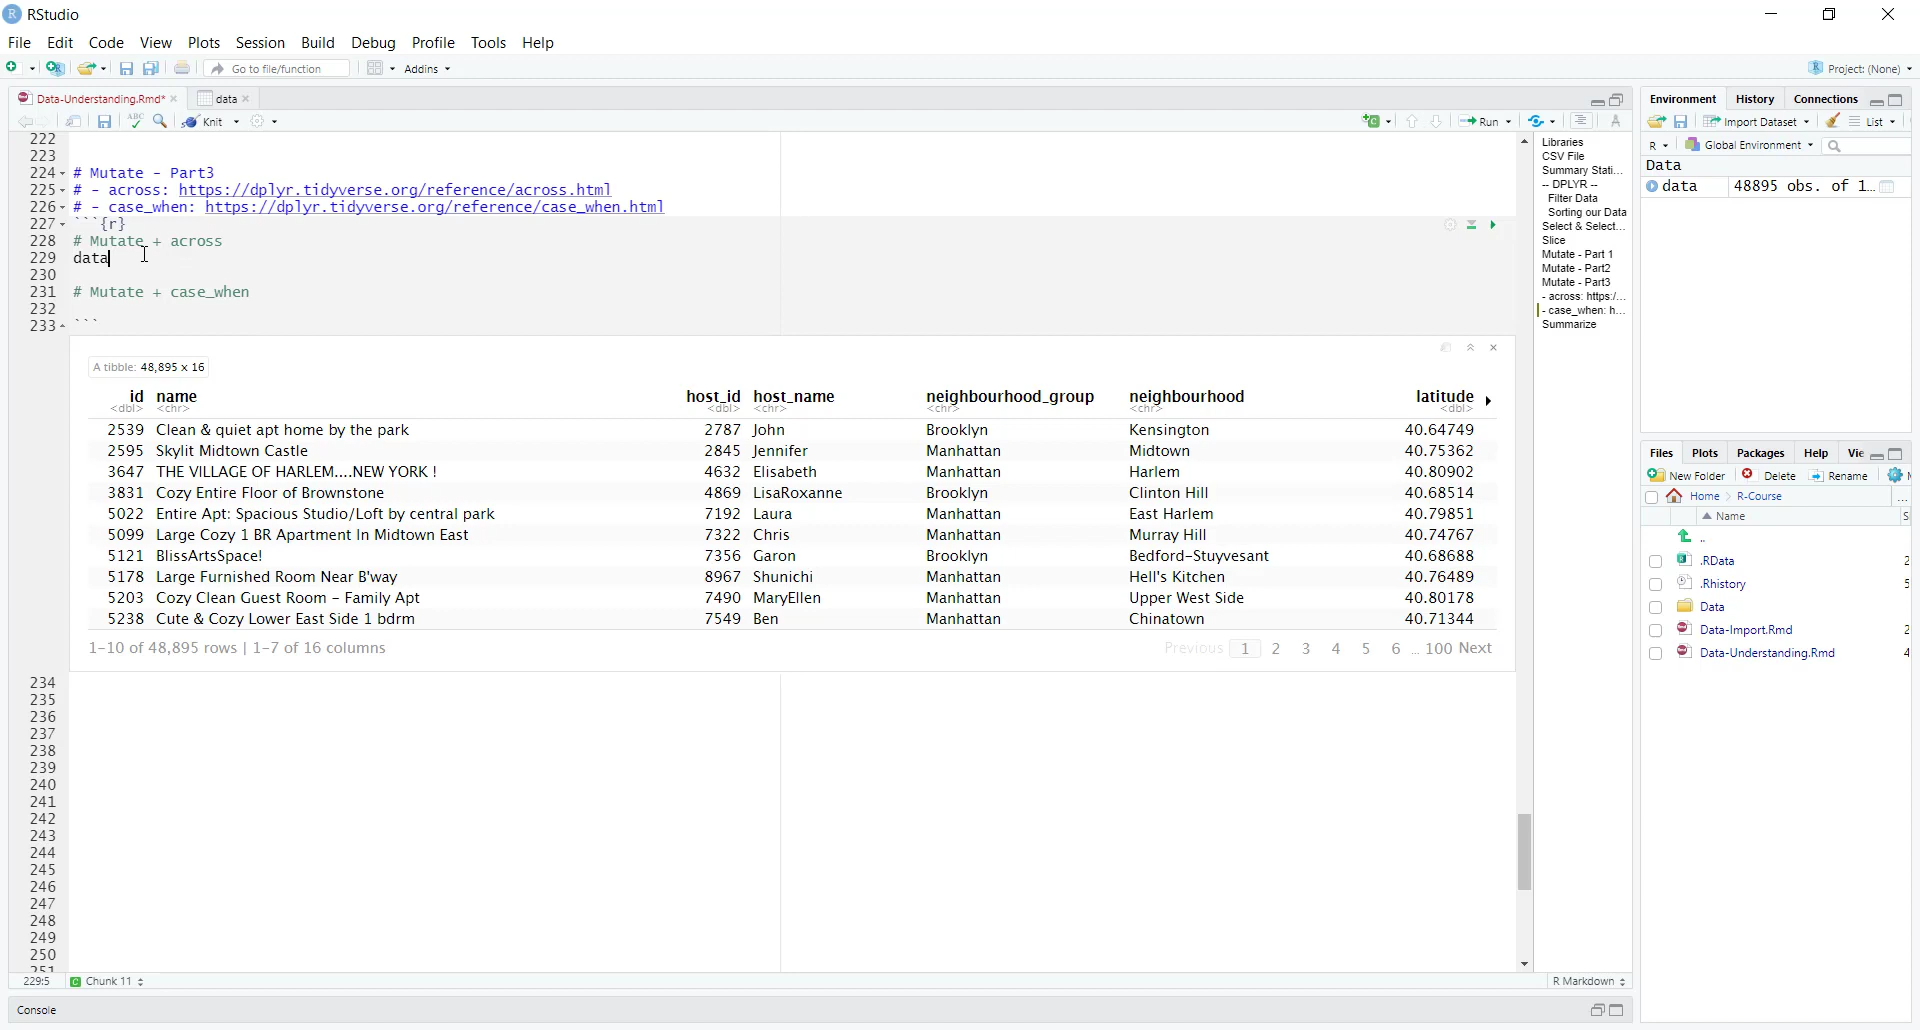 RStudio
File Edit Code View Plots Session Build Debug Profile Tools Help
Go to file/function Addins Project: (None)
Data-Understanding.Rmd* data
ABC Knit Run
222
223
224 # Mutate - Part3
225 # - across: https://dplyr.tidyverse.org/reference/across.html
226 # - case_when: https://dplyr.tidyverse.org/reference/case_when.html
227 ```{r}
228 # Mutate + across
229 data
230
231 # Mutate + case_when
232
233 ```
A tibble: 48,895 x 16
id name host_id host_name neighbourhood_group neighbourhood latitude
<dbl> <chr> <dbl> <chr> <chr> <chr> <dbl>
2539 Clean & quiet apt home by the park 2787 John Brooklyn Kensington 40.64749
2595 Skylit Midtown Castle 2845 Jennifer Manhattan Midtown 40.75362
3647 THE VILLAGE OF HARLEM....NEW YORK ! 4632 Elisabeth Manhattan Harlem 40.80902
3831 Cozy Entire Floor of Brownstone 4869 LisaRoxanne Brooklyn Clinton Hill 40.68514
5022 Entire Apt: Spacious Studio/Loft by central park 7192 Laura Manhattan East Harlem 40.79851
5099 Large Cozy 1 BR Apartment In Midtown East 7322 Chris Manhattan Murray Hill 40.74767
5121 BlissArtsSpace! 7356 Garon Brooklyn Bedford-Stuyvesant 40.68688
5178 Large Furnished Room Near B'way 8967 Shunichi Manhattan Hell's Kitchen 40.76489
5203 Cozy Clean Guest Room - Family Apt 7490 MaryEllen Manhattan Upper West Side 40.80178
5238 Cute & Cozy Lower East Side 1 bdrm 7549 Ben Manhattan Chinatown 40.71344
1-10 of 48,895 rows | 1-7 of 16 columns Previous 1 2 3 4 5 6 ... 100 Next
234
235
236
237
238
239
240
241
242
243
244
245
246
247
248
249
250
251
229:5 Chunk 11 R Markdown
Console
Libraries
CSV File
Summary Stati...
-- DPLYR --
Filter Data
Sorting our Data
Select & Select...
Slice
Mutate - Part 1
Mutate - Part2
Mutate - Part3
- across: https:/...
- case_when: h...
Summarize
Environment History Connections
Import Dataset List
R Global Environment
Data
data 48895 obs. of 1...
Files Plots Packages Help Vie
New Folder Delete Rename
Home R-Course ...
Name
..
.RData 2
.Rhistory 5
Data
Data-Import.Rmd 2
Data-Understanding.Rmd 4